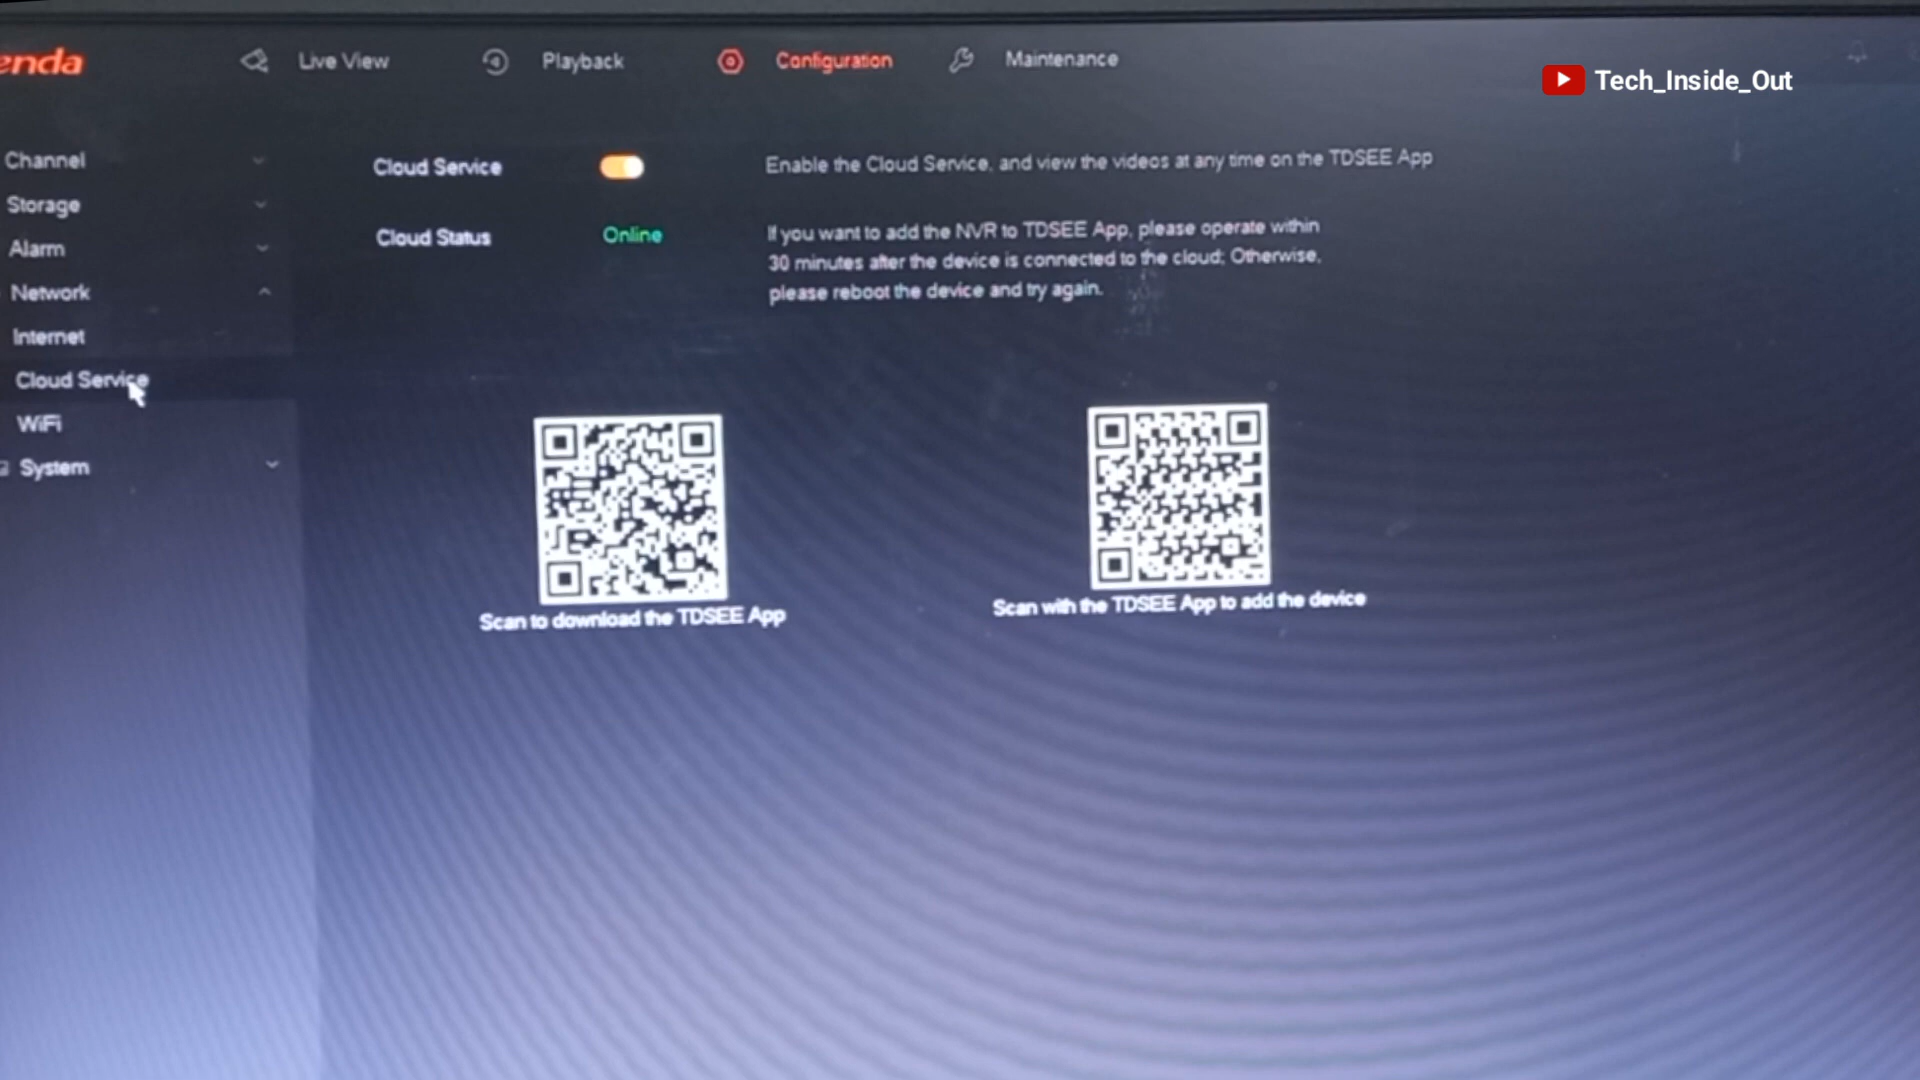 enda
Live View
Playback
Configuration
Maintenance
Tech_Inside_Out
Channel
Storage
Alarm
Network
Internet
Cloud Service
WiFi
System
Cloud Service
Enable the Cloud Service, and view the videos at any time on the TDSEE App
Cloud Status
Online
If you want to add the NVR to TDSEE App, please operate within
30 minutes after the device is connected to the cloud; Otherwise,
please reboot the device and try again.
Scan to download the TDSEE App
Scan with the TDSEE App to add the device